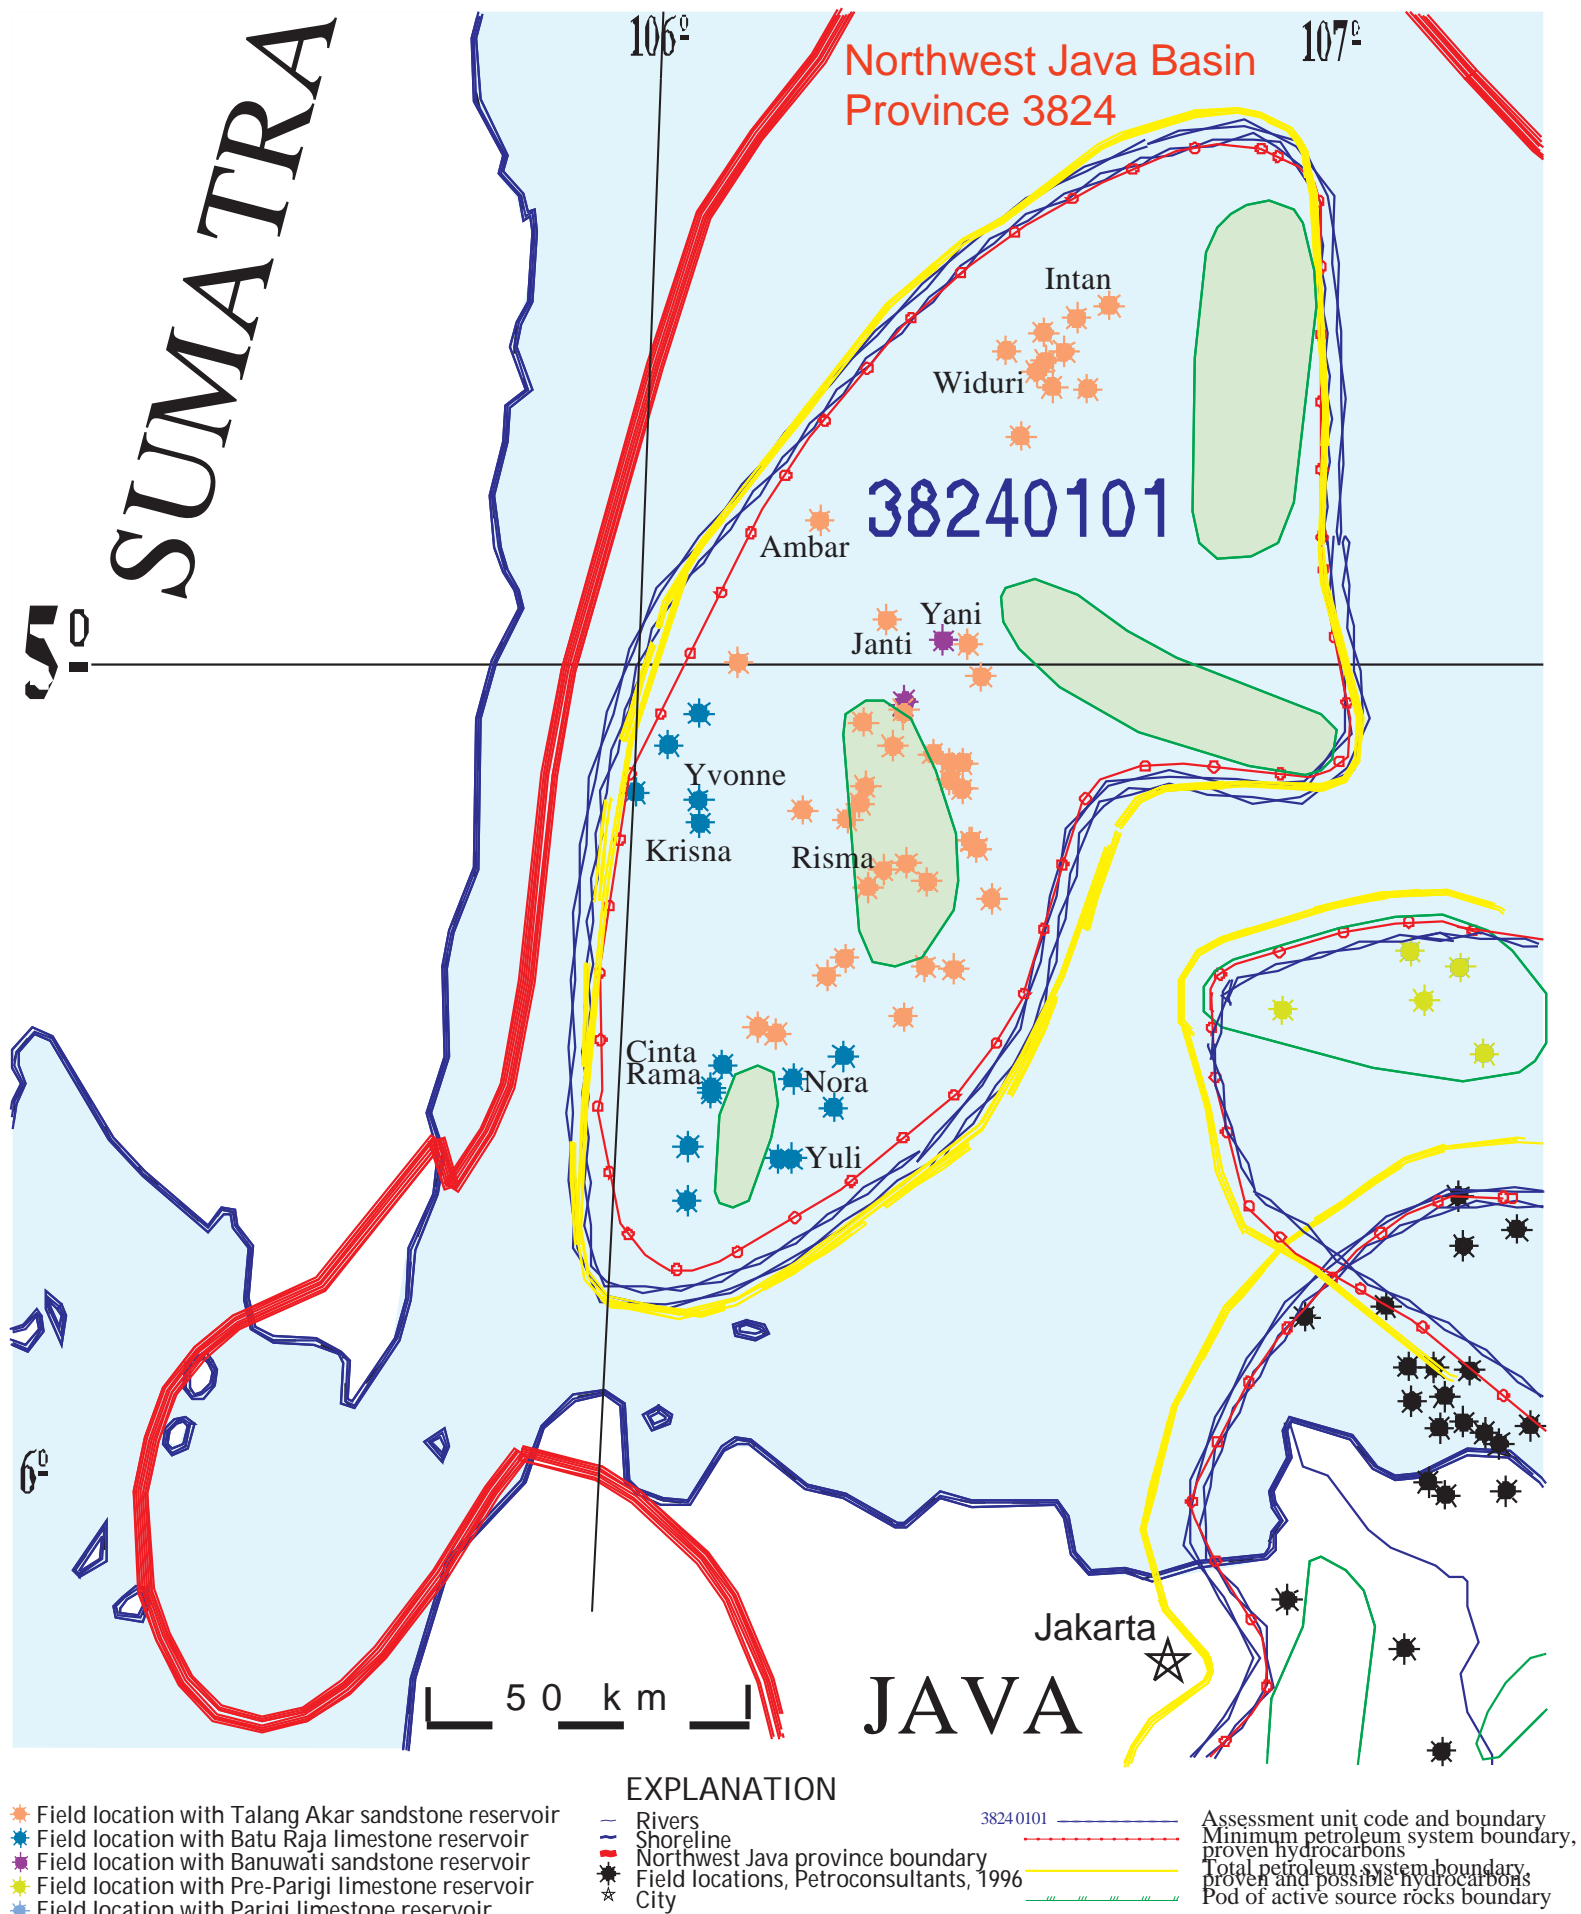 106º
107º
Northwest Java Basin
Province 3824
SUMATRA
Intan
Widuri
38240101
Ambar
5º
Yani
Janti
Yvonne
Krisna
Risma
Cinta
Rama
Nora
Yuli
6º
Jakarta
50 km
JAVA
EXPLANATION
Field location with Talang Akar sandstone reservoir
Field location with Batu Raja limestone reservoir
Field location with Banuwati sandstone reservoir
Field location with Pre-Parigi limestone reservoir
Field location with Parigi limestone reservoir
Rivers
Shoreline
Northwest Java province boundary
Field locations, Petroconsultants, 1996
City
38240101 Assessment unit code and boundary
Minimum petroleum system boundary,
proven hydrocarbons
Total petroleum system boundary,
proven and possible hydrocarbons
Pod of active source rocks boundary